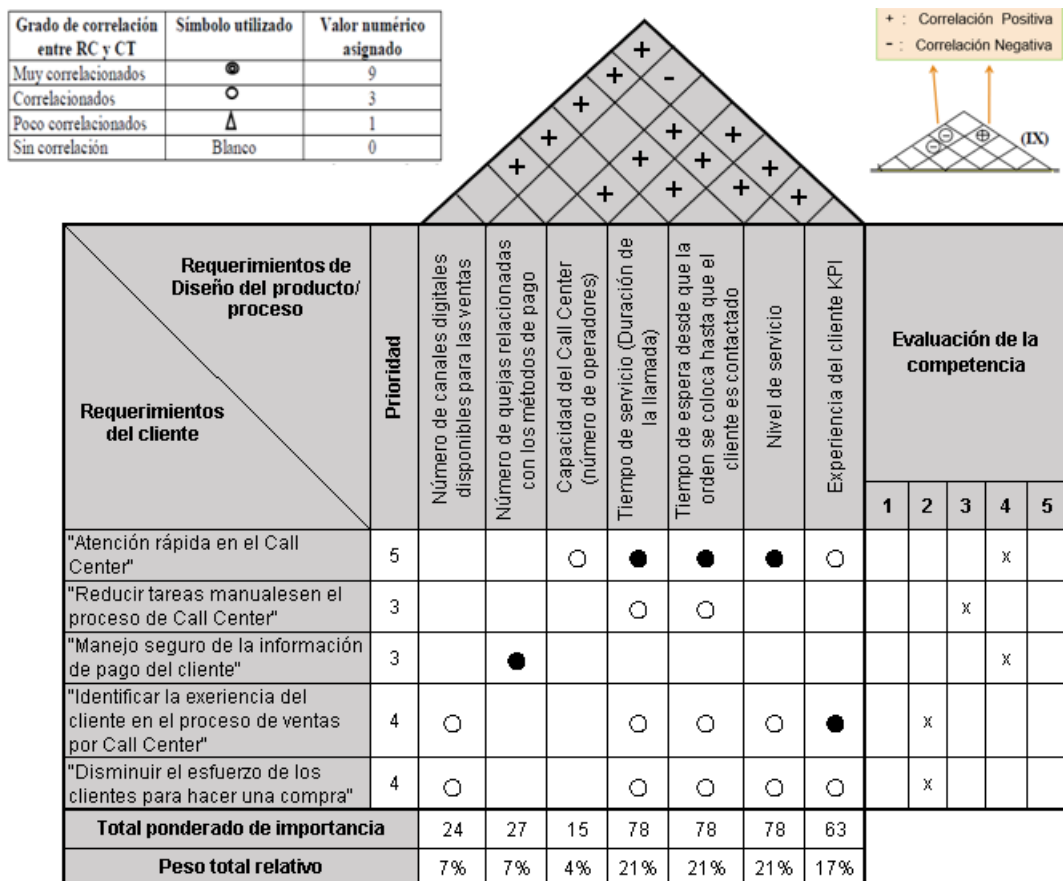 Grado de correlación entre RC y CT | Símbolo utilizado | Valor numérico asignado
Muy correlacionados | ◎ | 9
Correlacionados | ○ | 3
Poco correlacionados | Δ | 1
Sin correlación | Blanco | 0
+ : Correlación Positiva
- : Correlación Negativa
(IX)
+
+ -
+
+ + +
+ + + +
+ + + +
Requerimientos de
Diseño del producto/
proceso
Requerimientos
del cliente
Prioridad
Número de canales digitales
disponibles para las ventas
Número de quejas relacionadas
con los métodos de pago
Capacidad del Call Center
(número de operadores)
Tiempo de servicio (Duración de
la llamada)
Tiempo de espera desde que la
orden se coloca hasta que el
cliente es contactado
Nivel de servicio
Experiencia del cliente KPI
Evaluación de la
competencia
1 2 3 4 5
"Atención rápida en el Call
Center" 5 ○ ● ● ● ○ x
"Reducir tareas manualesen el
proceso de Call Center" 3 ○ ○ x
"Manejo seguro de la información
de pago del cliente" 3 ● x
"Identificar la exeriencia del
cliente en el proceso de ventas
por Call Center" 4 ○ ○ ○ ○ ● x
"Disminuir el esfuerzo de los
clientes para hacer una compra" 4 ○ ○ ○ ○ ○ x
Total ponderado de importancia 24 27 15 78 78 78 63
Peso total relativo 7% 7% 4% 21% 21% 21% 17%